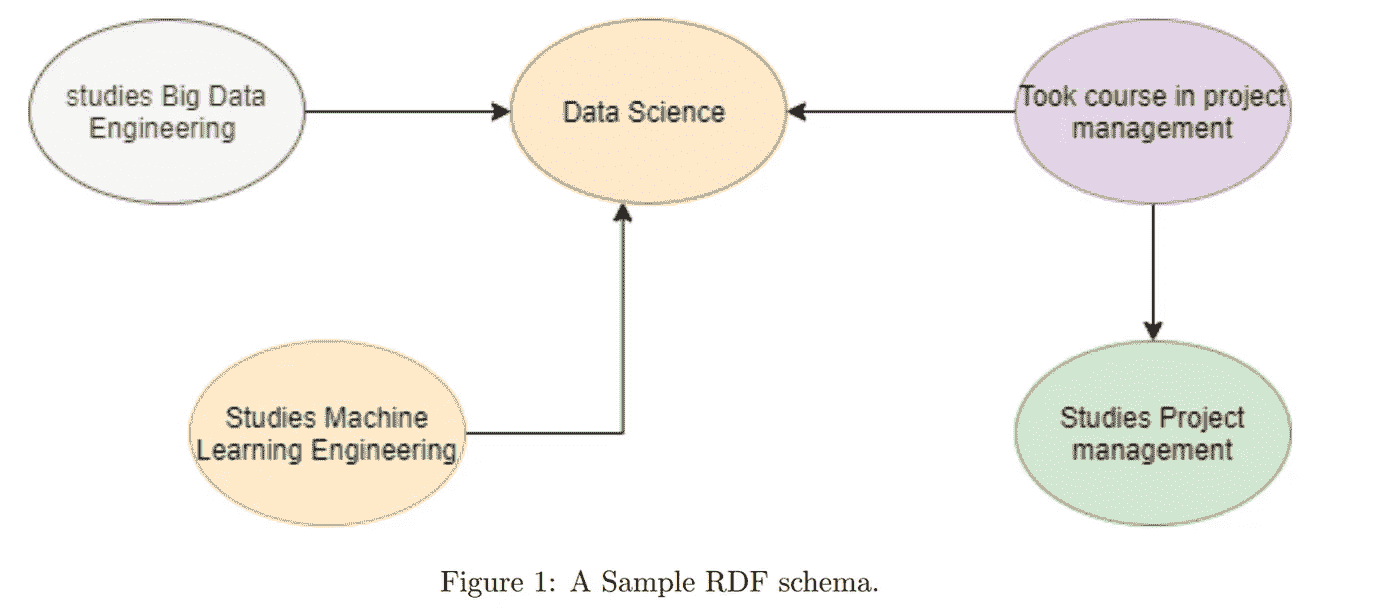 studies Big Data
Engineering
Data Science
Took course in project
management
Studies Machine
Learning Engineering
Studies Project
management
Figure 1: A Sample RDF schema.